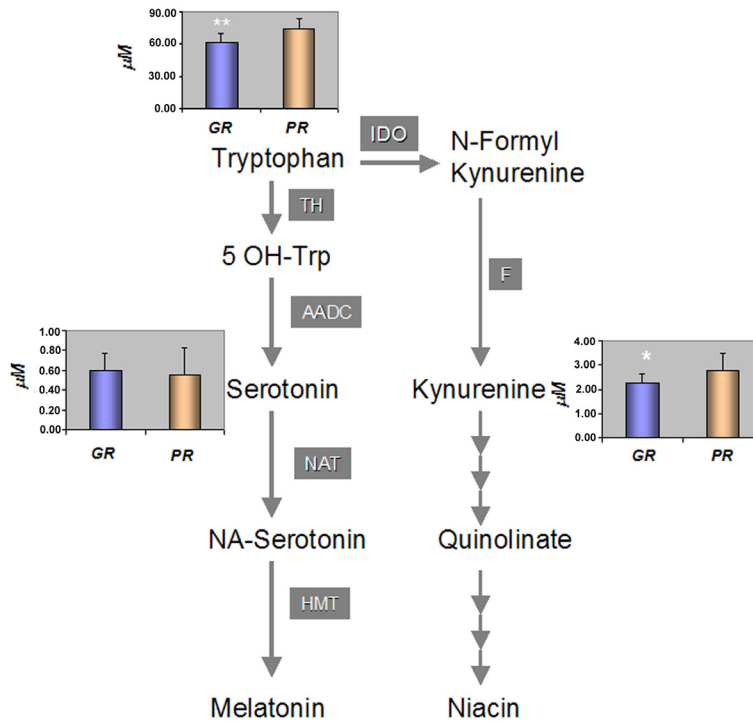 90.00
60.00
30.00
0.00
μM
**
GR PR
Tryptophan
IDO
N-Formyl
Kynurenine
TH
5 OH-Trp
F
AADC
1.00
0.80
0.60
0.40
0.20
0.00
μM
GR PR
Serotonin
Kynurenine
4.00
3.00
2.00
1.00
0.00
μM
*
GR PR
NAT
NA-Serotonin
Quinolinate
HMT
Melatonin
Niacin